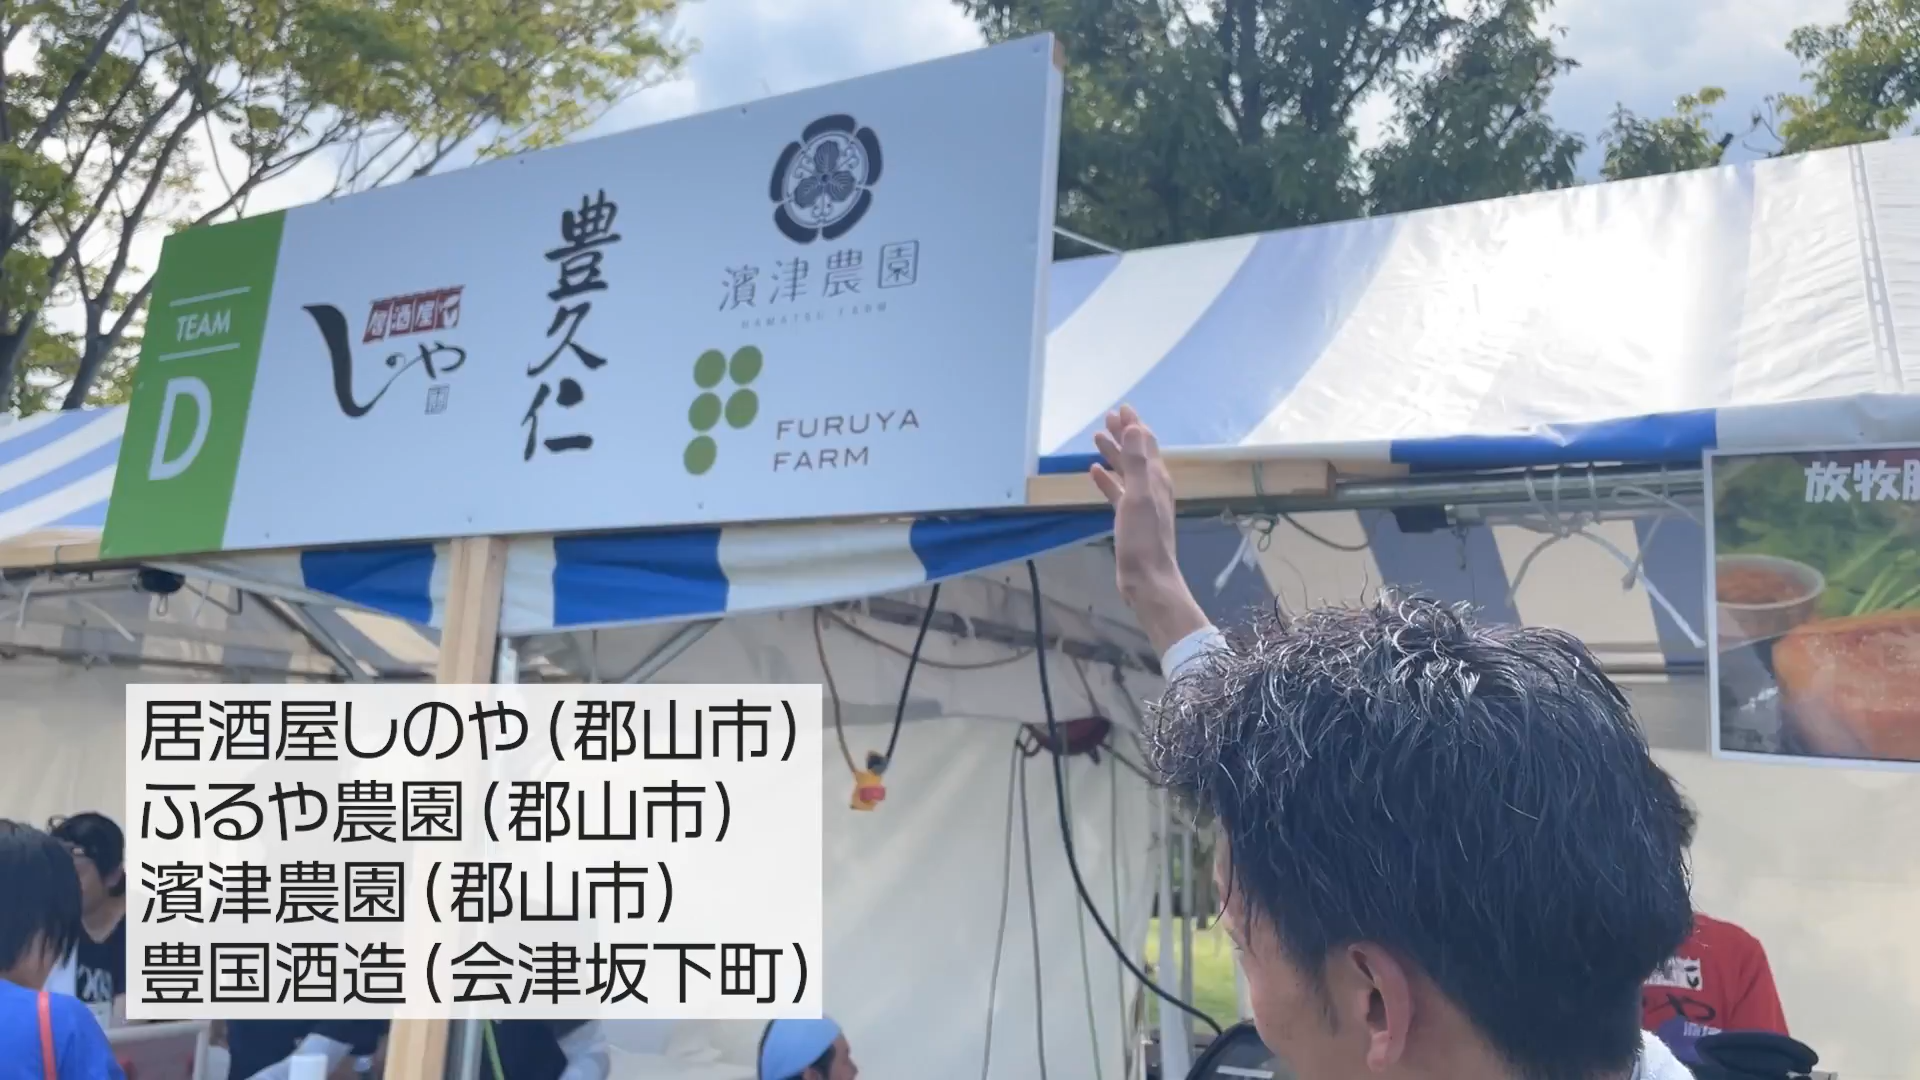 TEAM
D
居酒屋
しのや
豊久仁
濱津農園
HAMATSU FARM
FURUYA
FARM
放牧豚
居酒屋しのや(郡山市)
ふるや農園(郡山市)
濱津農園(郡山市)
豊国酒造(会津坂下町)